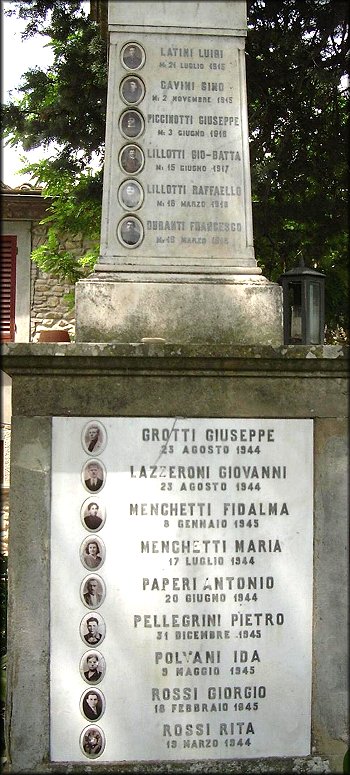 LATINI LUIRI
M. 21 LUGLIO 1915
GAVINI GINO
M. 2 NOVEMBRE 1915
PICCINOTTI GIUSEPPE
M. 3 GIUGNO 1916
LILLOTTI GIO-BATTA
M. 15 GIUGNO 1917
LILLOTTI RAFFAELLO
M. 16 MARZO 1918
DURANTI FRANCESCO
M. 18 MARZO
GROTTI GIUSEPPE
23 AGOSTO 1944
LAZZERONI GIOVANNI
23 AGOSTO 1944
MENCHETTI FIDALMA
8 GENNAIO 1945
MENCHETTI MARIA
17 LUGLIO 1944
PAPERI ANTONIO
20 GIUGNO 1944
PELLEGRINI PIETRO
31 DICEMBRE 1945
POLVANI IDA
9 MAGGIO 1945
ROSSI GIORGIO
18 FEBBRAIO 1945
ROSSI RITA
19 MARZO 1944